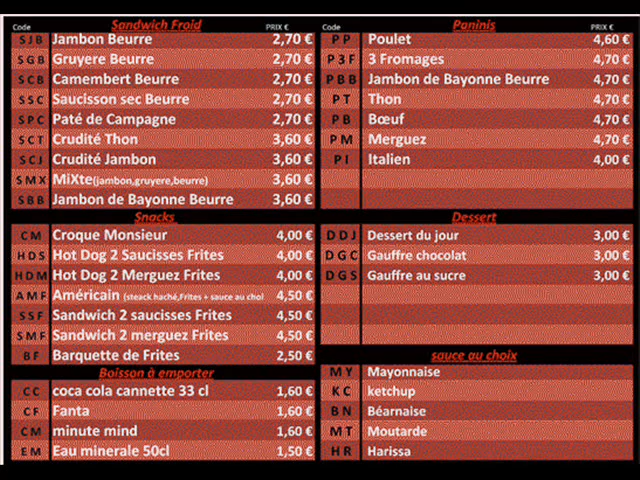 Code Sandwich Froid PRIX €
SJB Jambon Beurre 2,70 €
SGB Gruyere Beurre 2,70 €
SCB Camembert Beurre 2,70 €
SSC Saucisson sec Beurre 2,70 €
SPC Paté de Campagne 2,70 €
SCT Crudité Thon 3,60 €
SCJ Crudité Jambon 3,60 €
SMX MiXte(jambon,gruyere,beurre) 3,60 €
SBB Jambon de Bayonne Beurre 3,60 €
Snacks
CM Croque Monsieur 4,00 €
HDS Hot Dog 2 Saucisses Frites 4,00 €
HDM Hot Dog 2 Merguez Frites 4,00 €
AMF Américain (steack haché,Frites + sauce au choi 4,50 €
SSF Sandwich 2 saucisses Frites 4,50 €
SMF Sandwich 2 merguez Frites 4,50 €
BF Barquette de Frites 2,50 €
Boisson à emporter
CC coca cola cannette 33 cl 1,60 €
CF Fanta 1,60 €
CM minute mind 1,60 €
EM Eau minerale 50cl 1,50 €
Code Paninis PRIX €
PP Poulet 4,60 €
P3F 3 Fromages 4,70 €
PBB Jambon de Bayonne Beurre 4,70 €
PT Thon 4,70 €
PB Bœuf 4,70 €
PM Merguez 4,70 €
PI Italien 4,00 €
Dessert
DDJ Dessert du jour 3,00 €
DGC Gauffre chocolat 3,00 €
DGS Gauffre au sucre 3,00 €
sauce au choix
MY Mayonnaise
KC ketchup
BN Béarnaise
MT Moutarde
HR Harissa